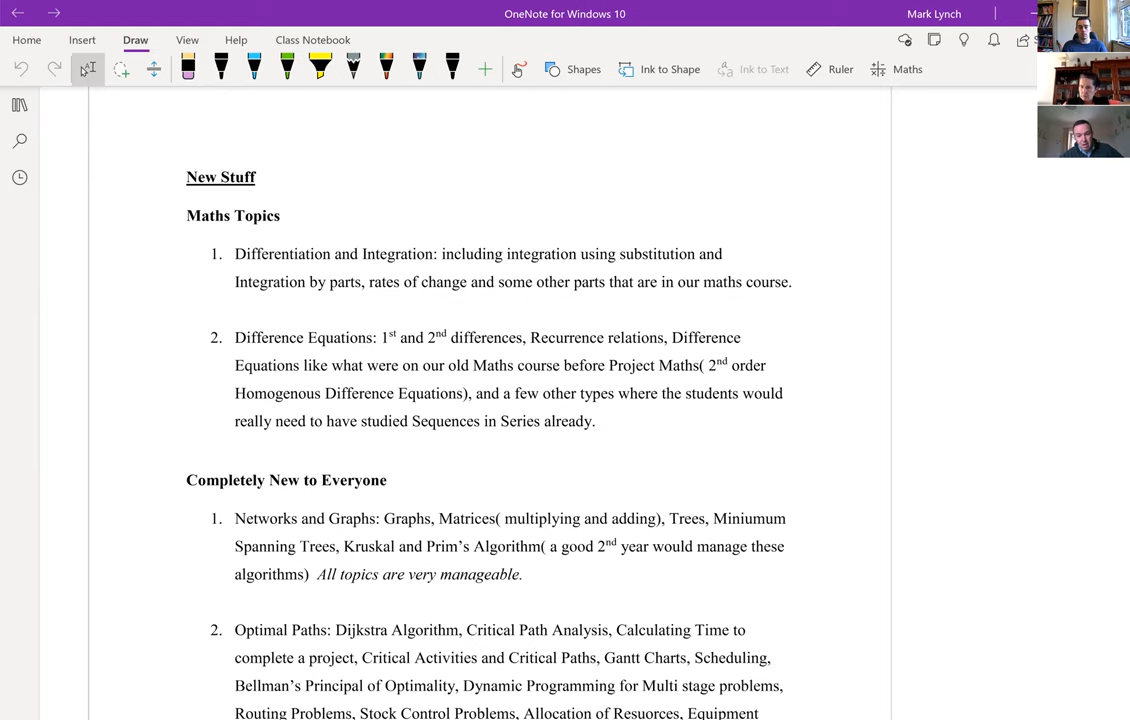 OneNote for Windows 10
Mark Lynch
Home Insert Draw View Help Class Notebook
Shapes Ink to Shape Ink to Text Ruler Maths
New Stuff
Maths Topics
1. Differentiation and Integration: including integration using substitution and
Integration by parts, rates of change and some other parts that are in our maths course.
2. Difference Equations: 1st and 2nd differences, Recurrence relations, Difference
Equations like what were on our old Maths course before Project Maths( 2nd order
Homogenous Difference Equations), and a few other types where the students would
really need to have studied Sequences in Series already.
Completely New to Everyone
1. Networks and Graphs: Graphs, Matrices( multiplying and adding), Trees, Miniumum
Spanning Trees, Kruskal and Prim's Algorithm( a good 2nd year would manage these
algorithms) All topics are very manageable.
2. Optimal Paths: Dijkstra Algorithm, Critical Path Analysis, Calculating Time to
complete a project, Critical Activities and Critical Paths, Gantt Charts, Scheduling,
Bellman's Principal of Optimality, Dynamic Programming for Multi stage problems,
Routing Problems, Stock Control Problems, Allocation of Resuorces, Equipment